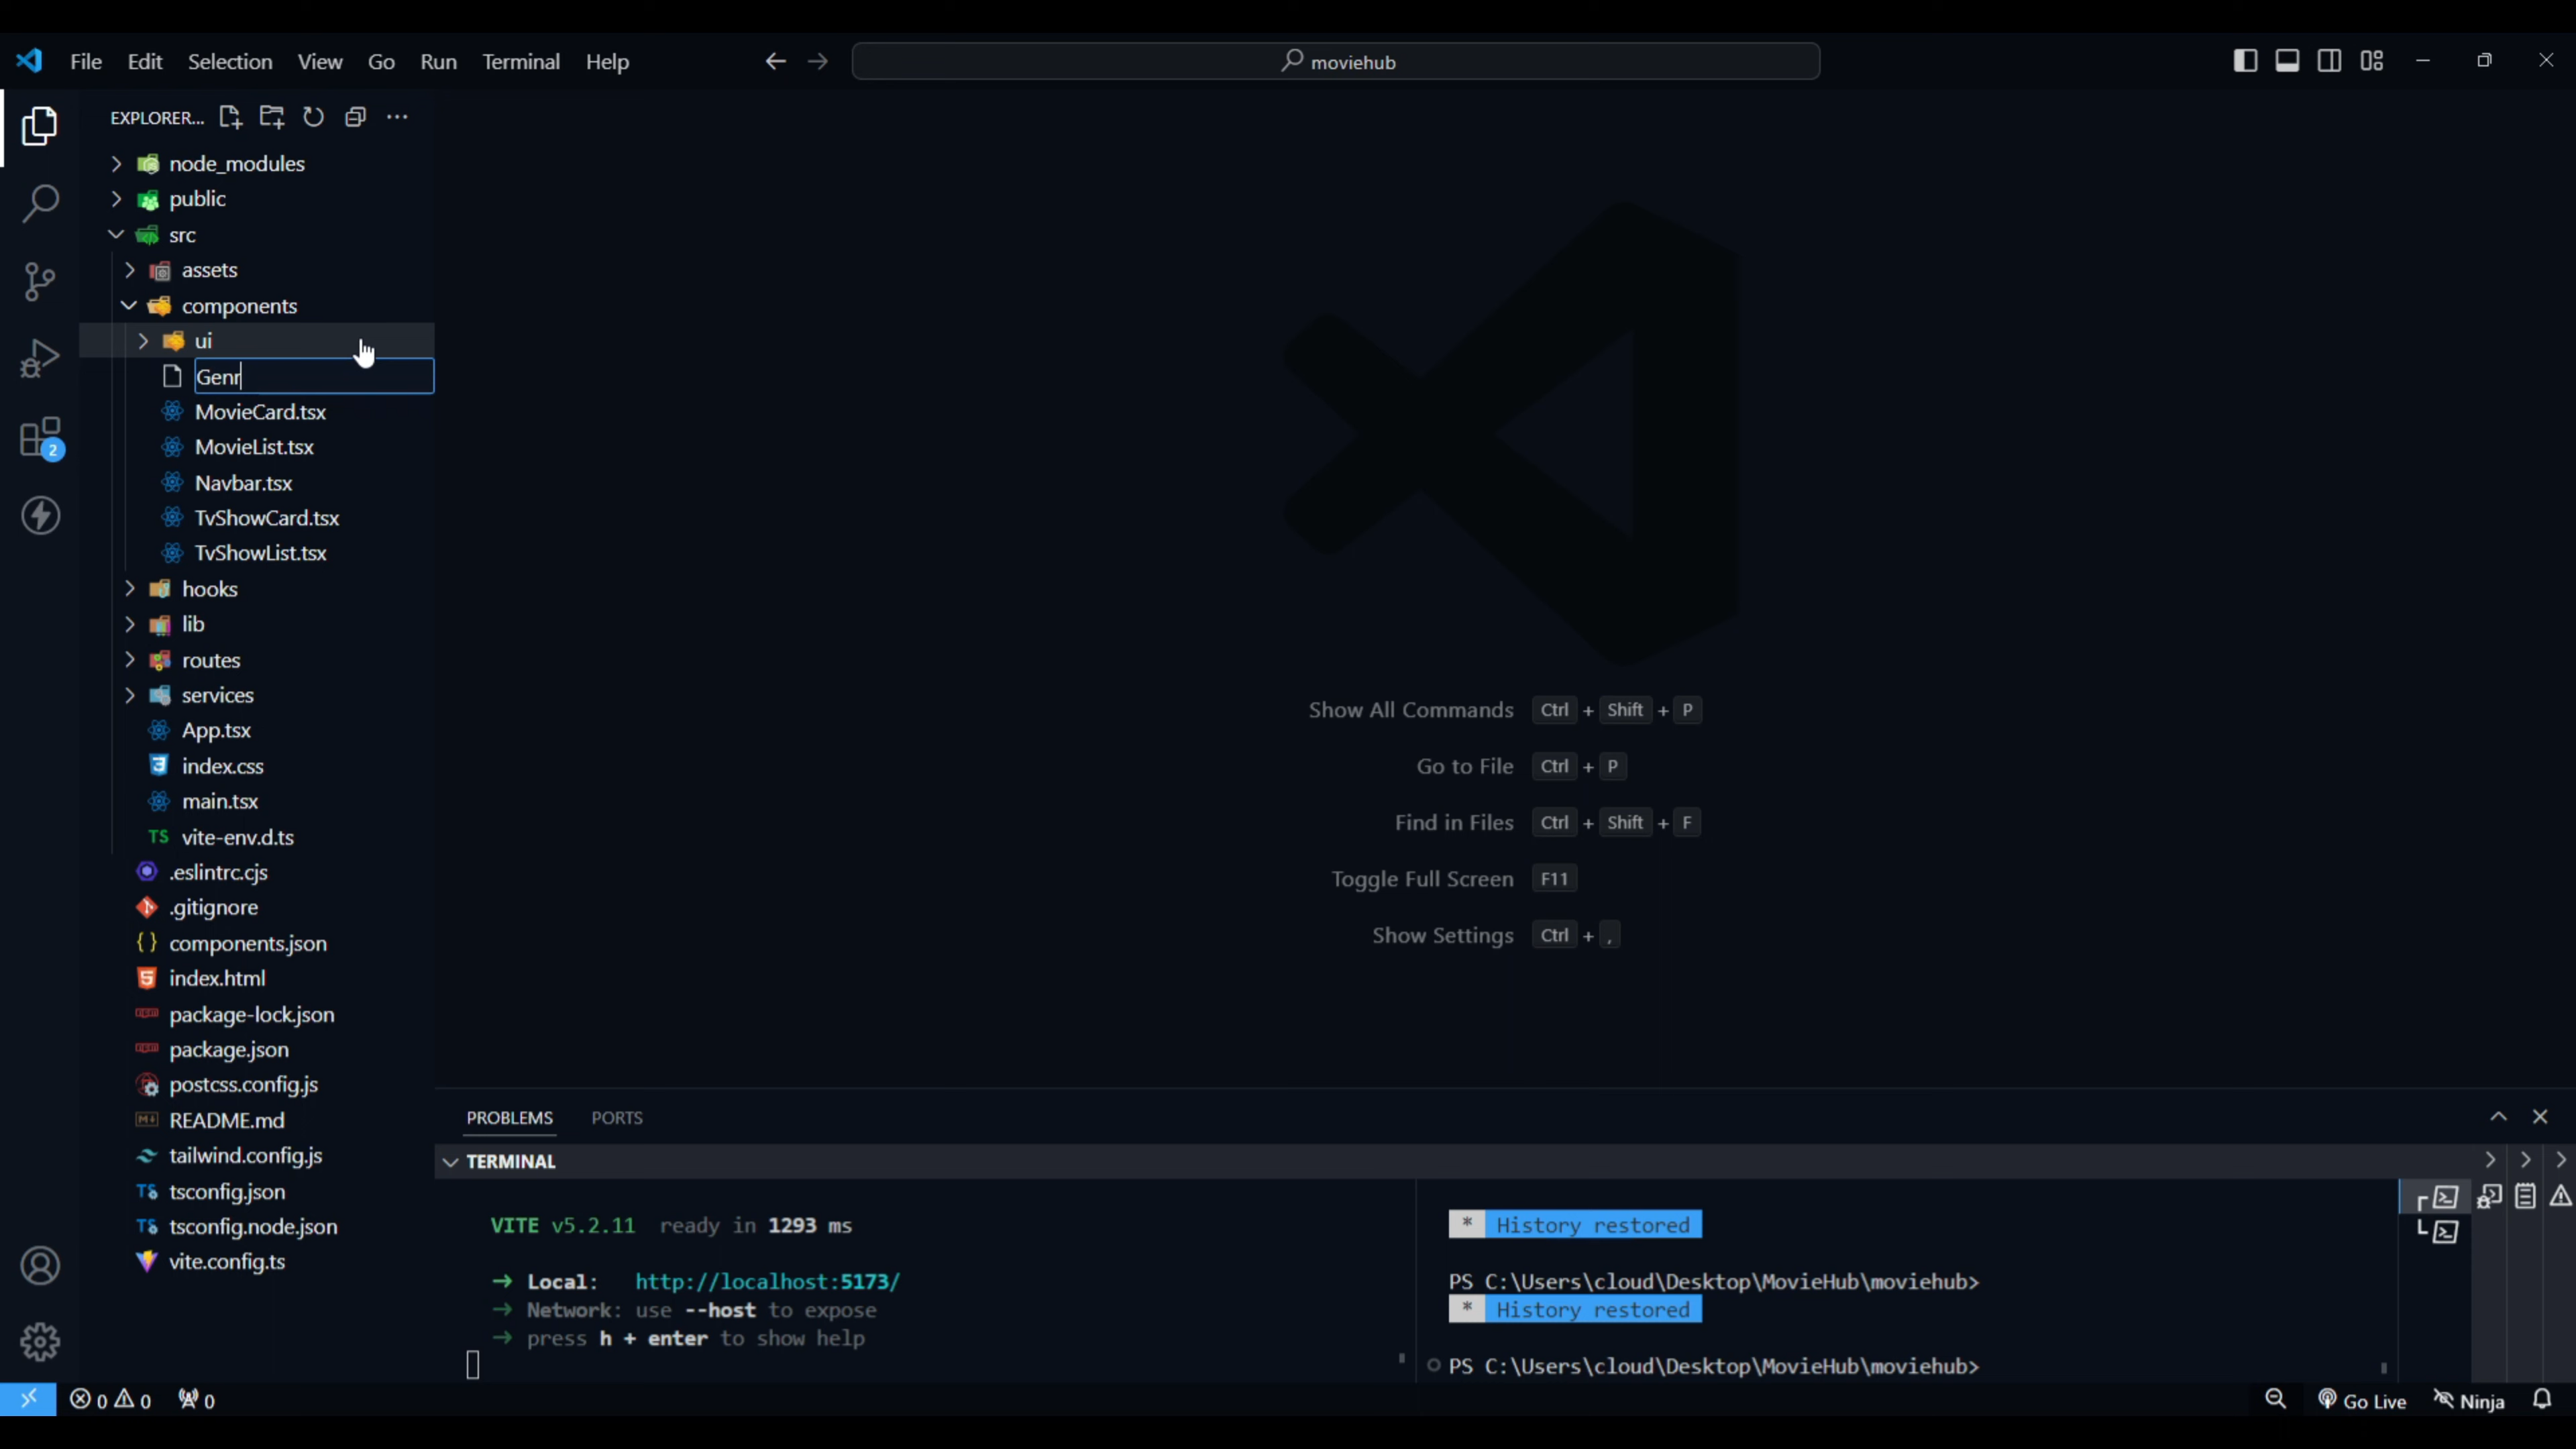 File Edit Selection View Go Run Terminal Help
moviehub
EXPLORER...
node_modules
public
src
assets
components
ui
Genr
MovieCard.tsx
MovieList.tsx
Navbar.tsx
TvShowCard.tsx
TvShowList.tsx
hooks
lib
routes
services
App.tsx
index.css
main.tsx
TS vite-env.d.ts
.eslintrc.cjs
.gitignore
{ } components.json
index.html
package-lock.json
package.json
postcss.config.js
README.md
tailwind.config.js
tsconfig.json
tsconfig.node.json
vite.config.ts
2
Show All Commands Ctrl + Shift + P
Go to File Ctrl + P
Find in Files Ctrl + Shift + F
Toggle Full Screen F11
Show Settings Ctrl + ,
PROBLEMS PORTS
TERMINAL
VITE v5.2.11 ready in 1293 ms
→ Local: http://localhost:5173/
→ Network: use --host to expose
→ press h + enter to show help
* History restored
PS C:\Users\cloud\Desktop\MovieHub\moviehub>
* History restored
PS C:\Users\cloud\Desktop\MovieHub\moviehub>
0 0 0
Go Live Ninja